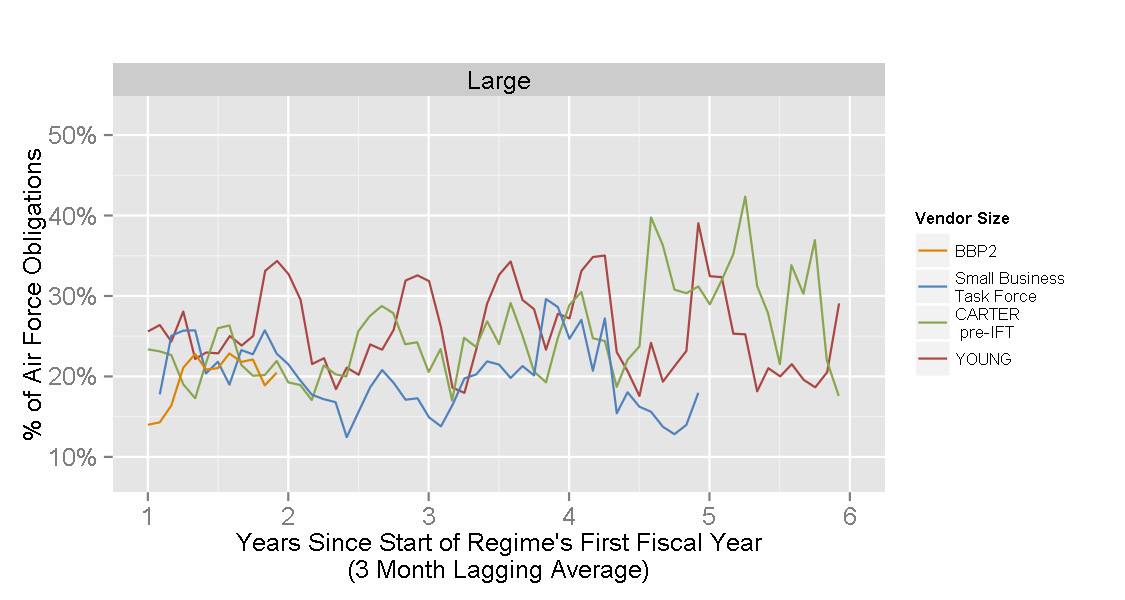 Large
50%
40%
30%
20%
10%
% of Air Force Obligations
1 2 3 4 5 6
Years Since Start of Regime's First Fiscal Year
(3 Month Lagging Average)
Vendor Size
BBP2
Small Business
Task Force
CARTER
pre-IFT
YOUNG